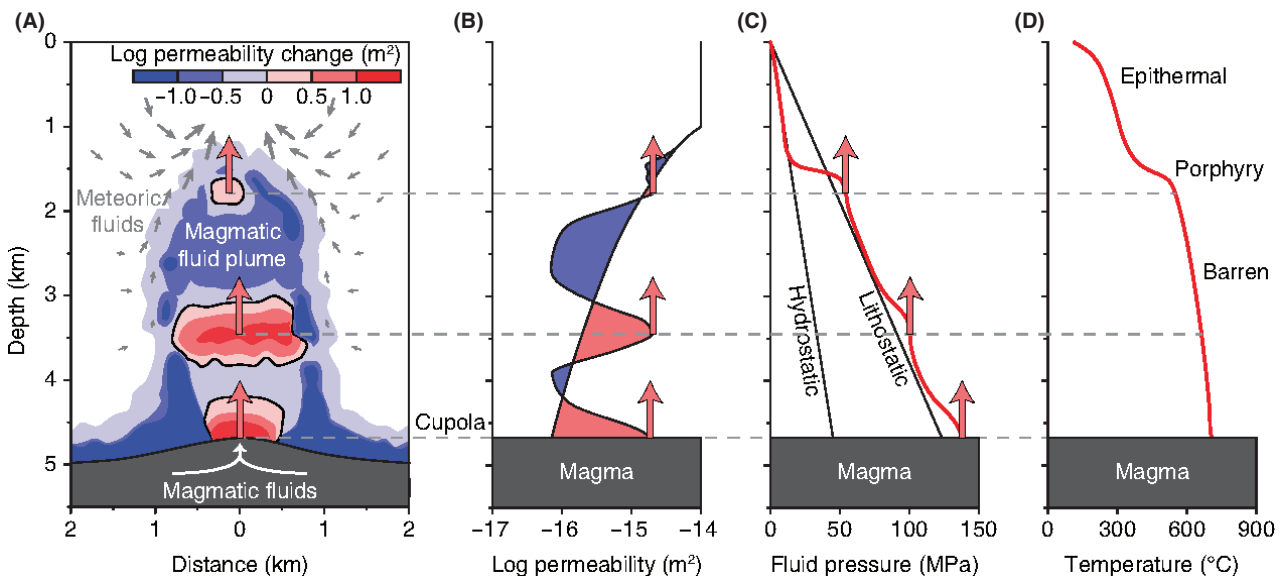 (A)
Log permeability change (m²)
−1.0 −0.5 0 0.5 1.0
Meteoric
fluids
Magmatic
fluid plume
Cupola
Magmatic fluids
0
1
2
3
4
5
Depth (km)
2 1 0 1 2
Distance (km)
(B)
Magma
−17 −16 −15 −14
Log permeability (m²)
(C)
Hydrostatic
Lithostatic
Magma
0 50 100 150
Fluid pressure (MPa)
(D)
Epithermal
Porphyry
Barren
Magma
0 300 600 900
Temperature (°C)